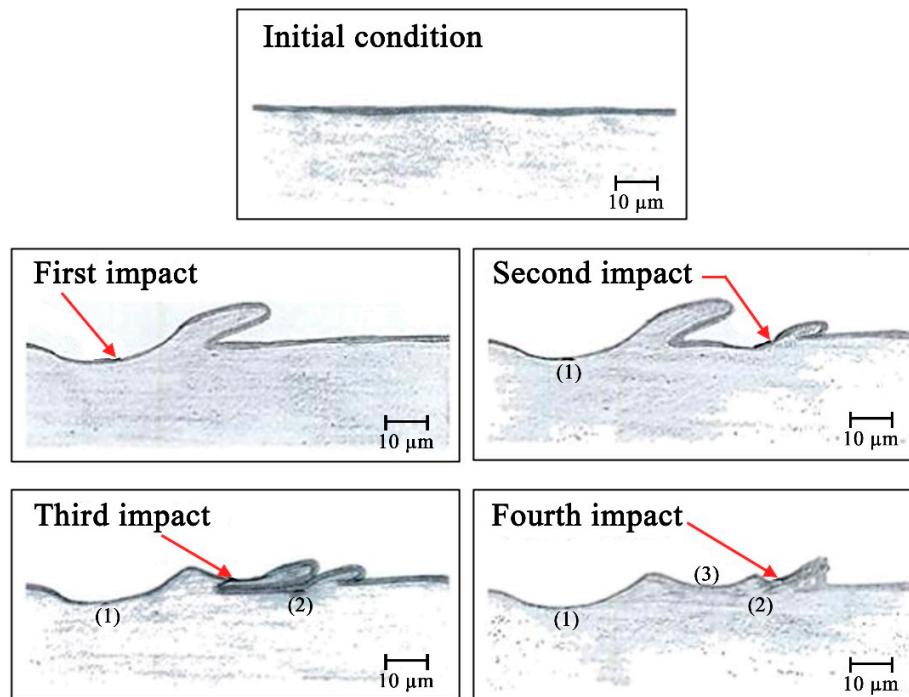 Initial condition
10 µm
First impact
10 µm
Second impact
(1)
10 µm
Third impact
(1)
(2)
10 µm
Fourth impact
(3)
(1)
(2)
10 µm